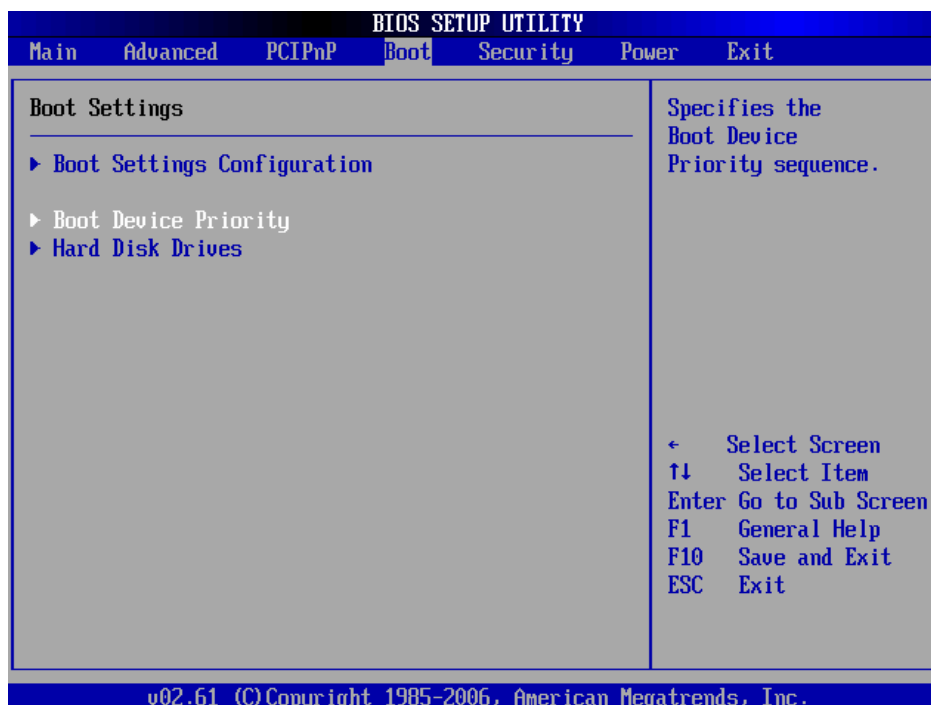 BIOS SETUP UTILITY
Main Advanced PCIPnP Boot Security Power Exit
Boot Settings
Boot Settings Configuration
Boot Device Priority
Hard Disk Drives
Specifies the
Boot Device
Priority sequence.
← Select Screen
↑↓ Select Item
Enter Go to Sub Screen
F1 General Help
F10 Save and Exit
ESC Exit
v02.61 (C)Copyright 1985-2006, American Megatrends, Inc.